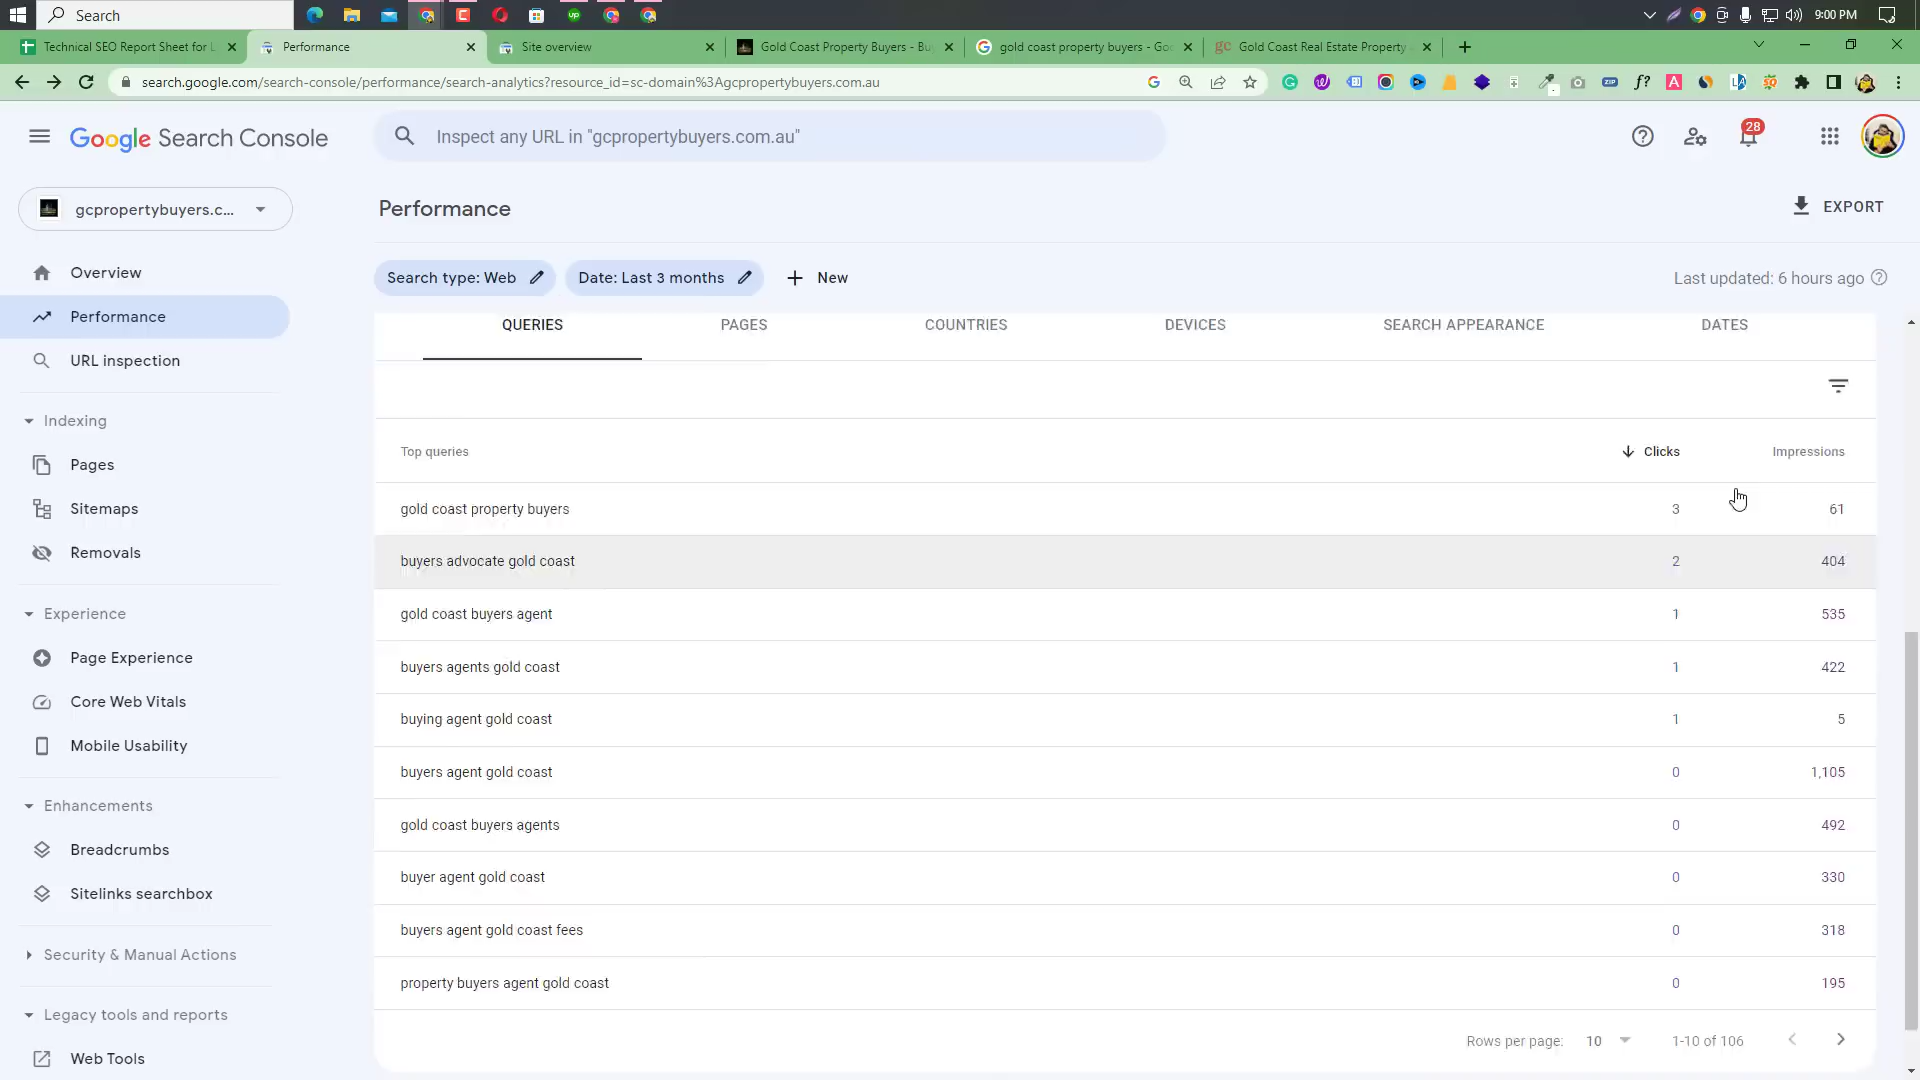 Search
9:00 PM
Technical SEO Report Sheet for L
Performance
Site overview
Gold Coast Property Buyers - Bu
gold coast property buyers - Goo
Gold Coast Real Estate Property
search.google.com/search-console/performance/search-analytics?resource_id=sc-domain%3Agcpropertybuyers.com.au
Google Search Console
Inspect any URL in "gcpropertybuyers.com.au"
28
gcpropertybuyers.c...
Performance
EXPORT
Search type: Web
Date: Last 3 months
New
Last updated: 6 hours ago
Overview
Performance
URL inspection
Indexing
Pages
Sitemaps
Removals
Experience
Page Experience
Core Web Vitals
Mobile Usability
Enhancements
Breadcrumbs
Sitelinks searchbox
Security & Manual Actions
Legacy tools and reports
Web Tools
QUERIES PAGES COUNTRIES DEVICES SEARCH APPEARANCE DATES
Top queries Clicks Impressions
gold coast property buyers 3 61
buyers advocate gold coast 2 404
gold coast buyers agent 1 535
buyers agents gold coast 1 422
buying agent gold coast 1 5
buyers agent gold coast 0 1,105
gold coast buyers agents 0 492
buyer agent gold coast 0 330
buyers agent gold coast fees 0 318
property buyers agent gold coast 0 195
Rows per page: 10 1-10 of 106